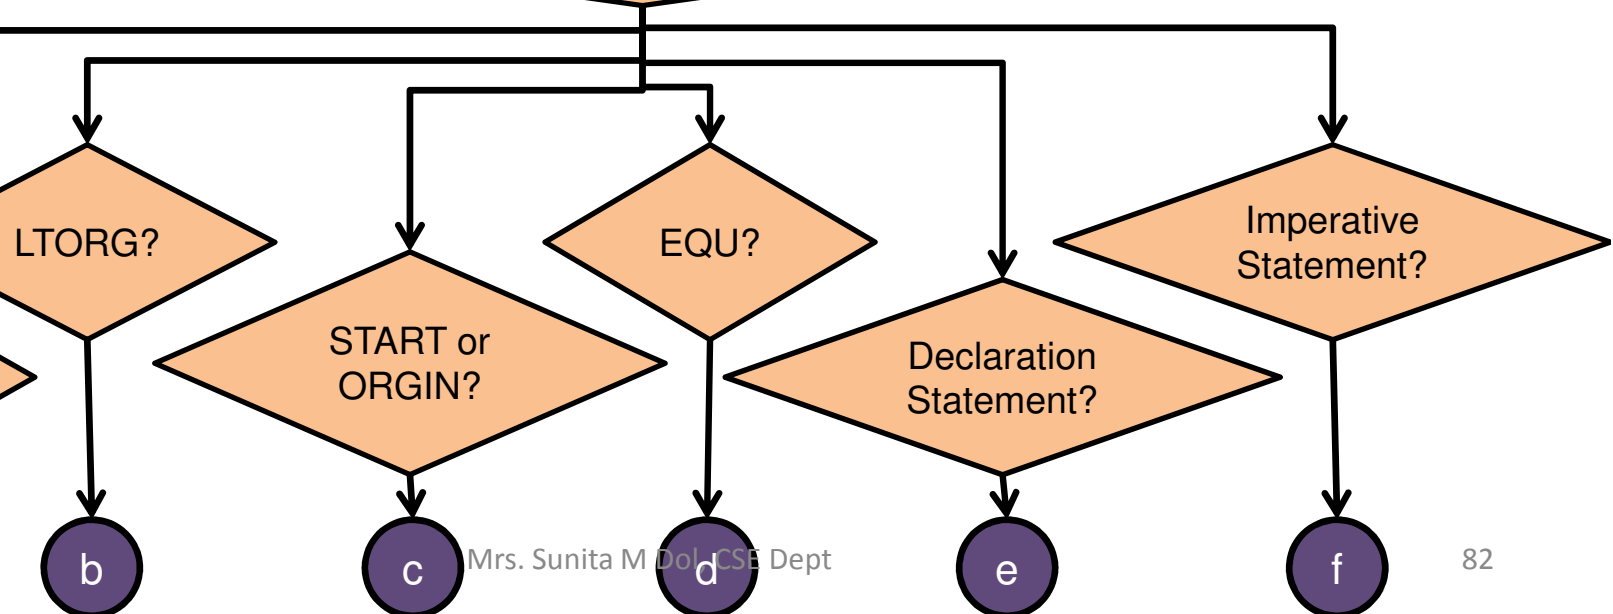 LTORG?
START or
ORGIN?
EQU?
Declaration
Statement?
Imperative
Statement?
b
c
d
e
f
Mrs. Sunita M Dol, CSE Dept
82